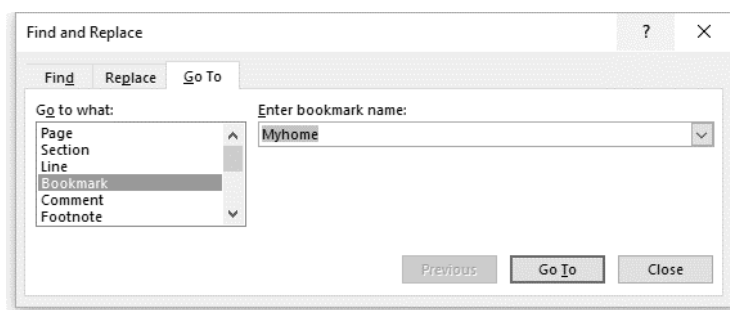 Find and Replace ? ×
Find Replace Go To
Go to what:
Page
Section
Line
Bookmark
Comment
Footnote
Enter bookmark name:
Myhome
Previous Go To Close